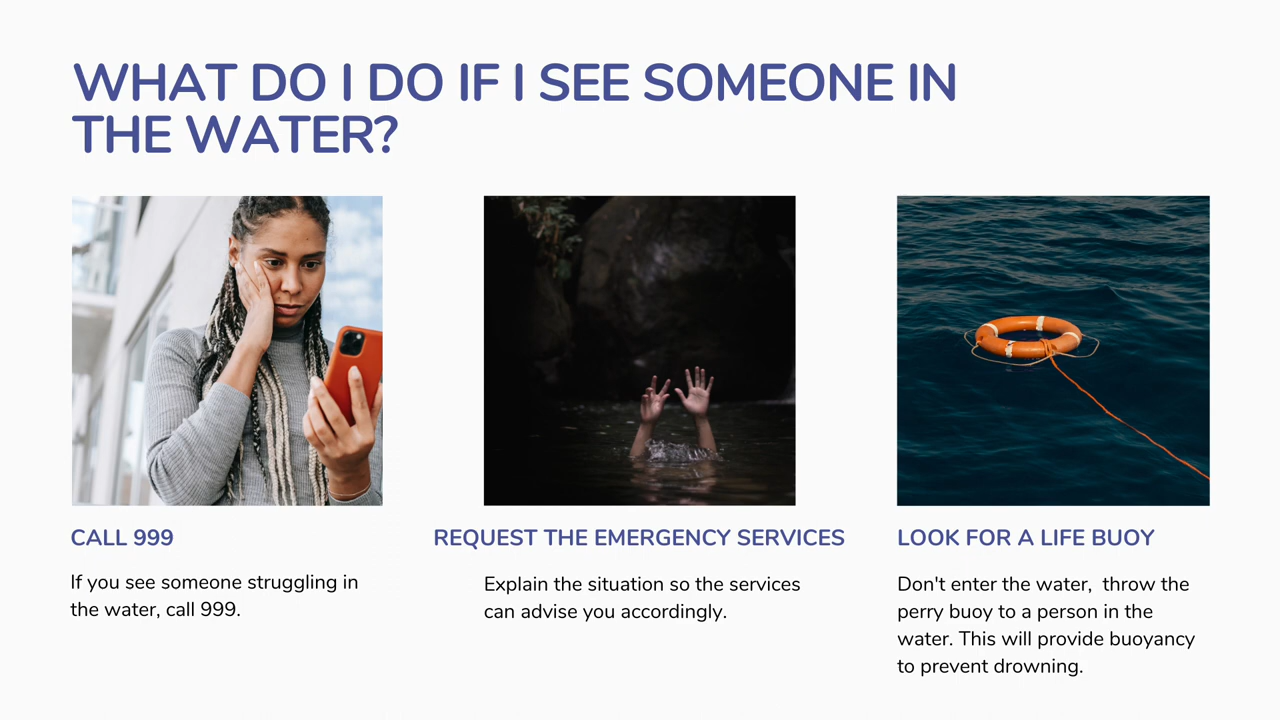 WHAT DO I DO IF I SEE SOMEONE IN
THE WATER?
CALL 999
If you see someone struggling in
the water, call 999.
REQUEST THE EMERGENCY SERVICES
Explain the situation so the services
can advise you accordingly.
LOOK FOR A LIFE BUOY
Don't enter the water,  throw the
perry buoy to a person in the
water. This will provide buoyancy
to prevent drowning.